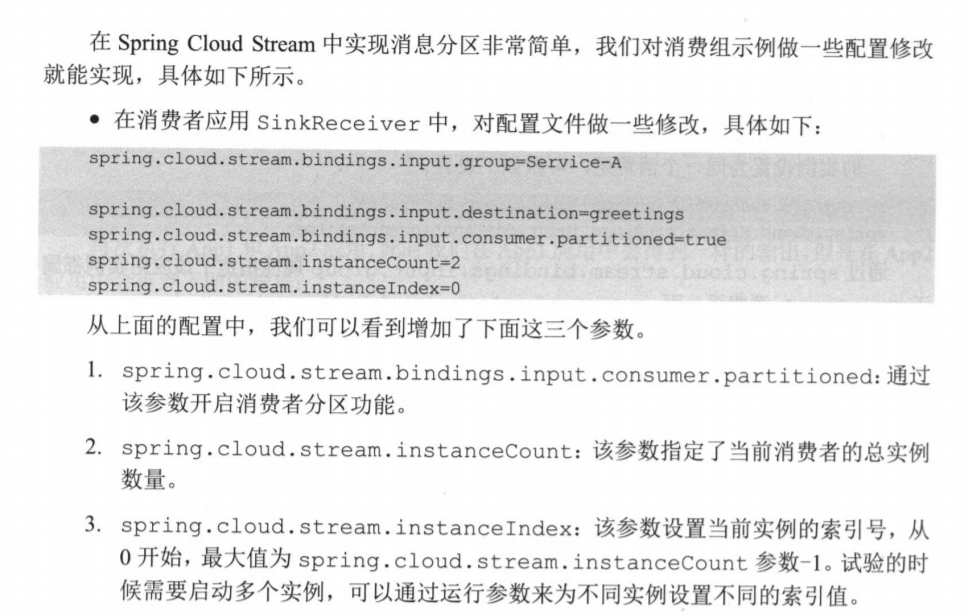 在 Spring Cloud Stream 中实现消息分区非常简单，我们对消费组示例做一些配置修改
就能实现，具体如下所示。
• 在消费者应用 SinkReceiver 中，对配置文件做一些修改，具体如下：
spring.cloud.stream.bindings.input.group=Service-A
spring.cloud.stream.bindings.input.destination=greetings
spring.cloud.stream.bindings.input.consumer.partitioned=true
spring.cloud.stream.instanceCount=2
spring.cloud.stream.instanceIndex=0
从上面的配置中，我们可以看到增加了下面这三个参数。
1. spring.cloud.stream.bindings.input.consumer.partitioned：通过
该参数开启消费者分区功能。
2. spring.cloud.stream.instanceCount：该参数指定了当前消费者的总实例
数量。
3. spring.cloud.stream.instanceIndex：该参数设置当前实例的索引号，从
0 开始，最大值为 spring.cloud.stream.instanceCount 参数-1。试验的时
候需要启动多个实例，可以通过运行参数来为不同实例设置不同的索引值。